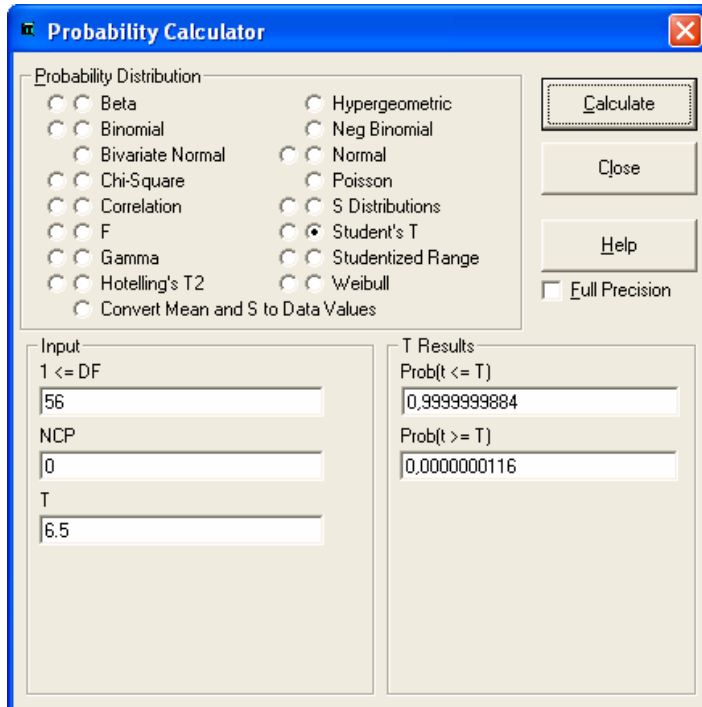 Probability Calculator
Probability Distribution
Beta
Binomial
Bivariate Normal
Chi-Square
Correlation
F
Gamma
Hotelling's T2
Convert Mean and S to Data Values
Hypergeometric
Neg Binomial
Normal
Poisson
S Distributions
Student's T
Studentized Range
Weibull
Calculate
Close
Help
Full Precision
Input
1 <= DF
56
NCP
0
T
6.5
T Results
Prob(t <= T)
0,9999999884
Prob(t >= T)
0,0000000116